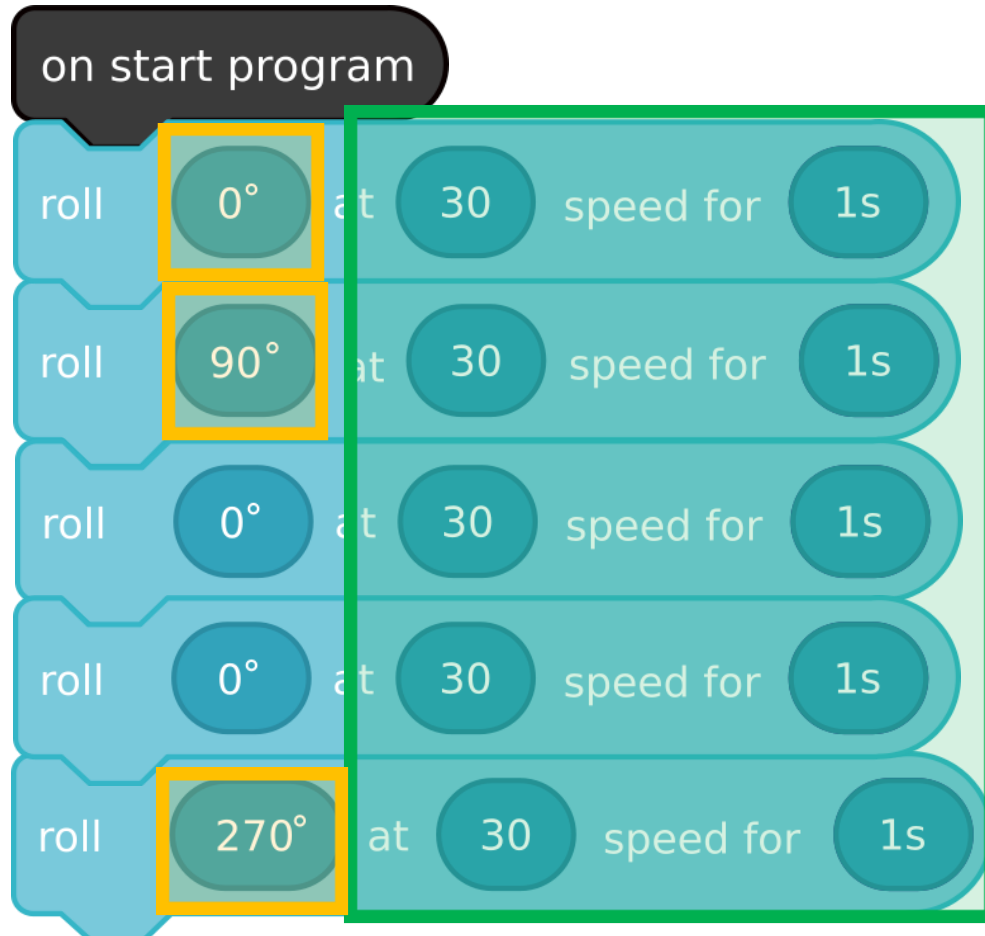 on start program
roll 0° at 30 speed for 1s
roll 90° at 30 speed for 1s
roll 0° at 30 speed for 1s
roll 0° at 30 speed for 1s
roll 270° at 30 speed for 1s